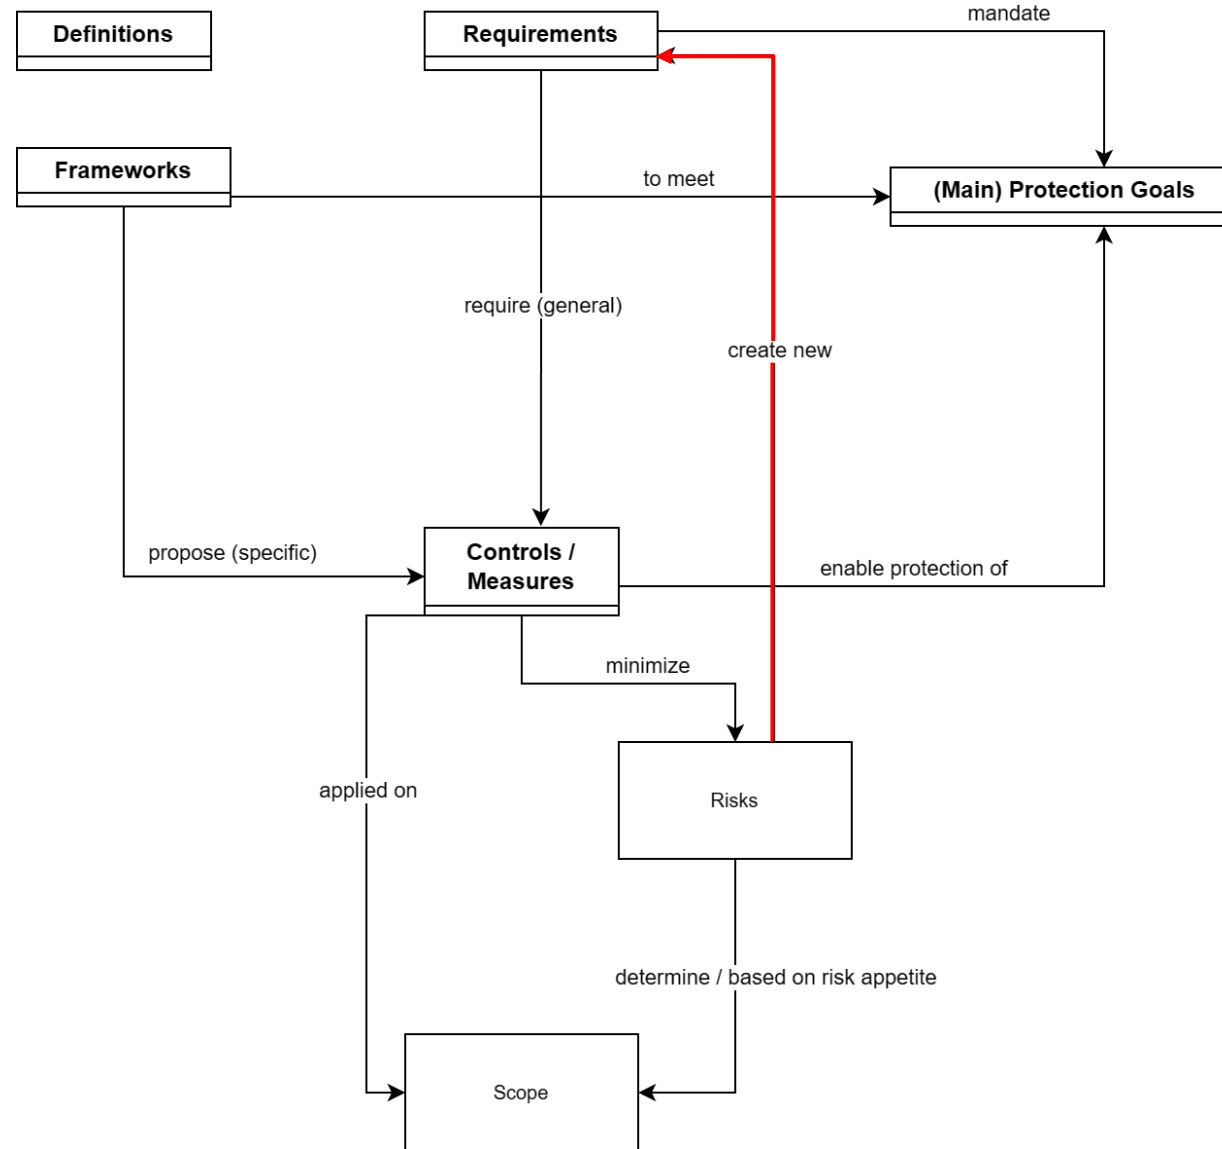 Definitions
Requirements
mandate
Frameworks
to meet
(Main) Protection Goals
require (general)
create new
propose (specific)
Controls /
Measures
enable protection of
minimize
applied on
Risks
determine / based on risk appetite
Scope